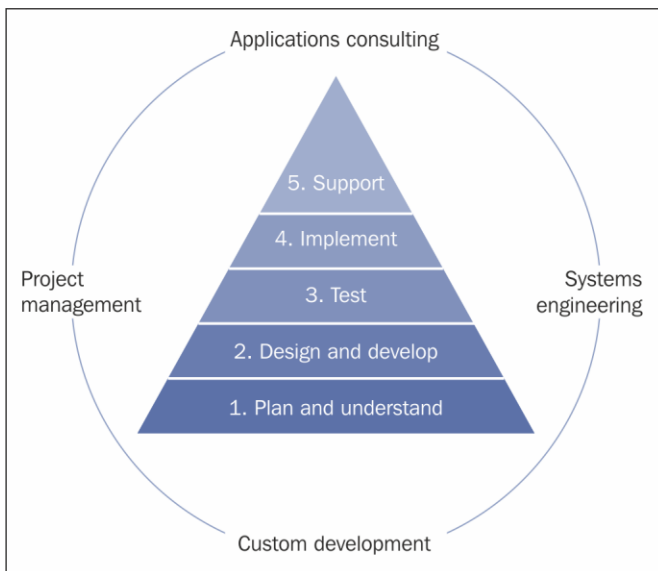 Applications consulting
5. Support
4. Implement
3. Test
2. Design and develop
1. Plan and understand
Project
management
Systems
engineering
Custom development